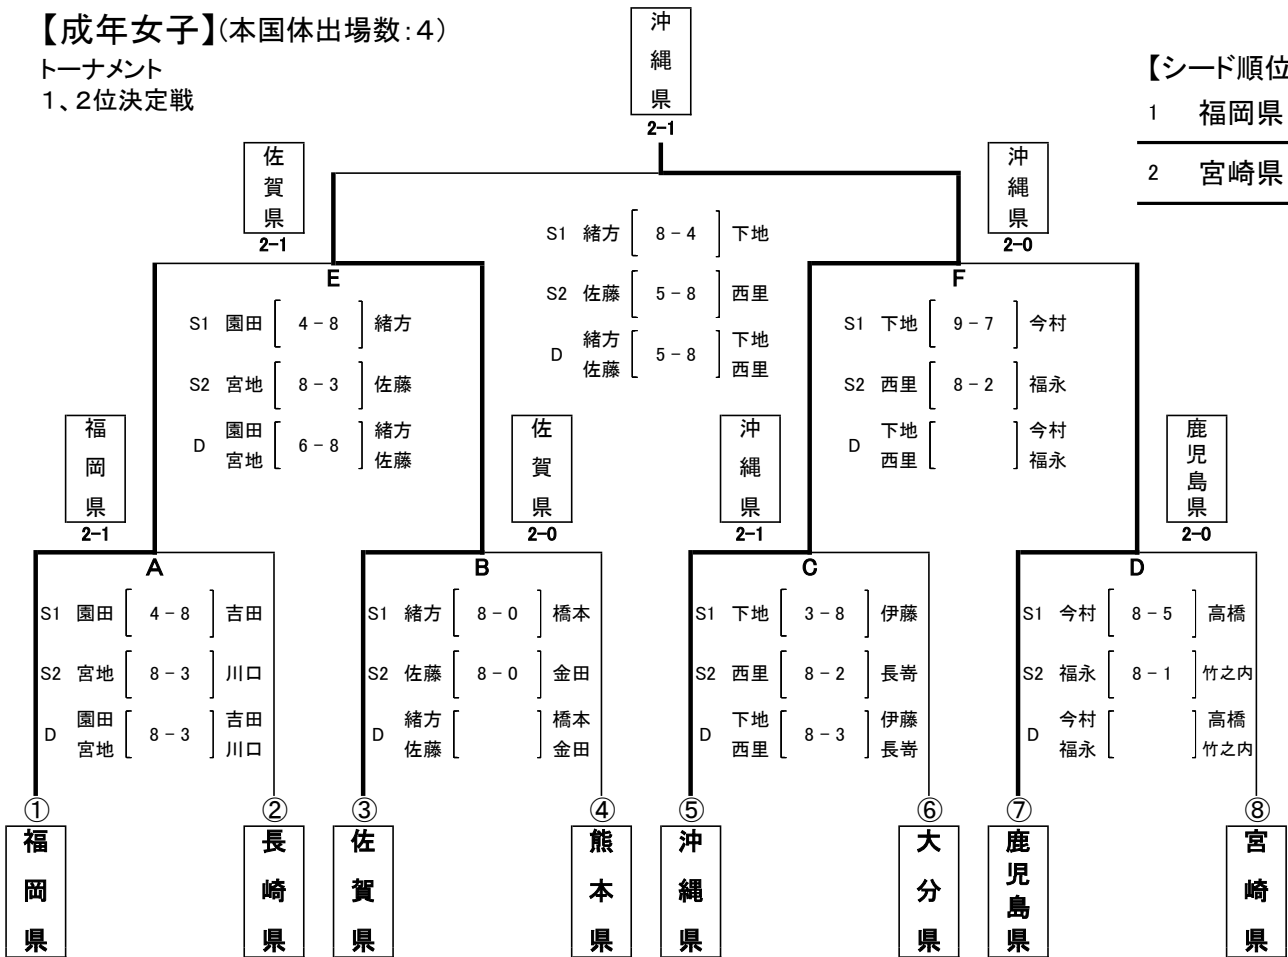 【成年女子】(本国体出場数:4)
トーナメント
1、2位決定戦
【シード順位
1 福岡県
2 宮崎県
沖縄県
2-1
佐賀県
2-1
沖縄県
2-0
S1 緒方 8-4 下地
S2 佐藤 5-8 西里
D 緒方 佐藤 5-8 下地 西里
E
S1 園田 4-8 緒方
S2 宮地 8-3 佐藤
D 園田 宮地 6-8 緒方 佐藤
F
S1 下地 9-7 今村
S2 西里 8-2 福永
D 下地 西里 今村 福永
福岡県
2-1
佐賀県
2-0
沖縄県
2-1
鹿児島県
2-0
A
S1 園田 4-8 吉田
S2 宮地 8-3 川口
D 園田 宮地 8-3 吉田 川口
B
S1 緒方 8-0 橋本
S2 佐藤 8-0 金田
D 緒方 佐藤 橋本 金田
C
S1 下地 3-8 伊藤
S2 西里 8-2 長嵜
D 下地 西里 8-3 伊藤 長嵜
D
S1 今村 8-5 高橋
S2 福永 8-1 竹之内
D 今村 福永 高橋 竹之内
① 福岡県
② 長崎県
③ 佐賀県
④ 熊本県
⑤ 沖縄県
⑥ 大分県
⑦ 鹿児島県
⑧ 宮崎県